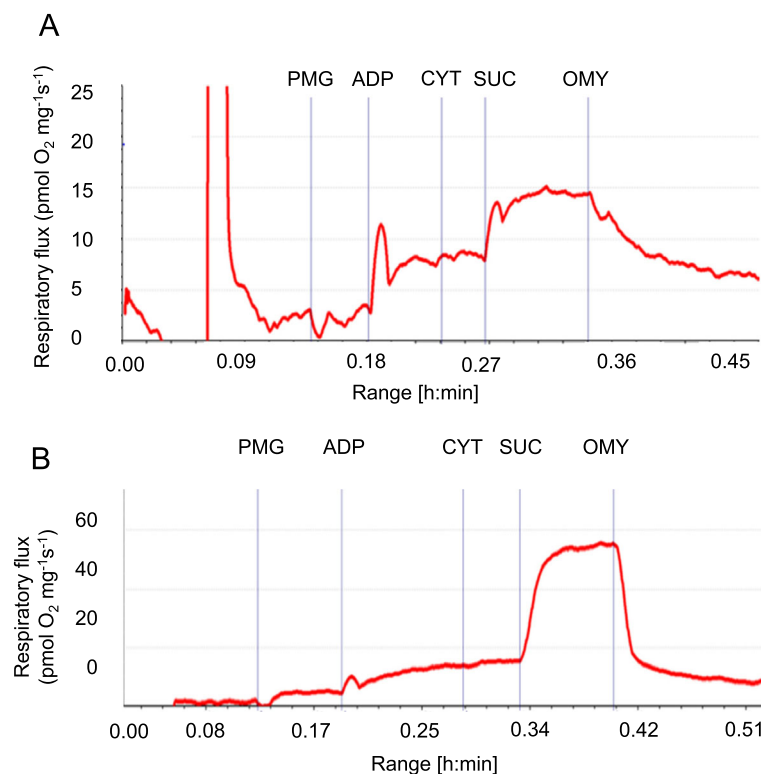 A
PMG ADP CYT SUC OMY
Respiratory flux (pmol O₂ mg⁻¹s⁻¹)
25
20
15
10
5
0
0.00 0.09 0.18 0.27 0.36 0.45
Range [h:min]
B
PMG ADP CYT SUC OMY
Respiratory flux
(pmol O₂ mg⁻¹s⁻¹)
60
40
20
0
0.00 0.08 0.17 0.25 0.34 0.42 0.51
Range [h:min]